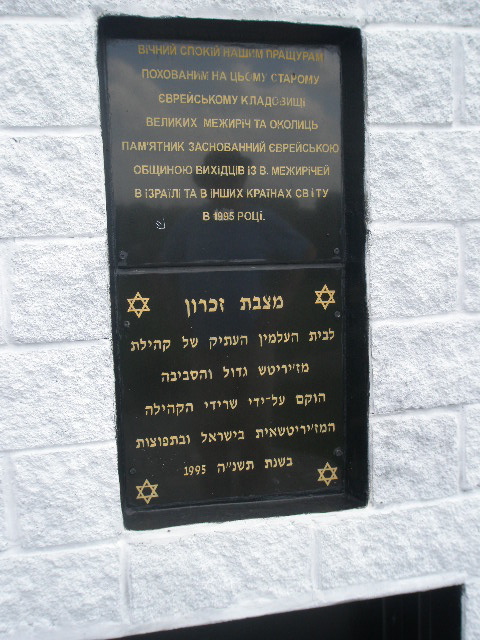 ВІЧНИЙ СПОКІЙ НАШИМ ПРАЩУРАМ
ПОХОВАНИМ НА ЦЬОМУ СТАРОМУ
ЄВРЕЙСЬКОМУ КЛАДОВИЩІ
ВЕЛИКИХ МЕЖИРІЧ ТА ОКОЛИЦЬ
ПАМ'ЯТНИК ЗАСНОВАННИЙ ЄВРЕЙСЬКОЮ
ОБЩИНОЮ ВИХІДЦІВ ІЗ В. МЕЖИРІЧЕЙ
В ІЗРАЇЛІ ТА В ІНШИХ КРАЇНАХ СВІТУ
В 1995 РОЦІ.
מצבת זכרון
לבית העלמין העתיק של קהילת
מז׳יריטש גדול והסביבה
הוקם על־ידי שרידי הקהילה
המז׳יריטשאית בישראל ובתפוצות
בשנת תשנ״ה 1995